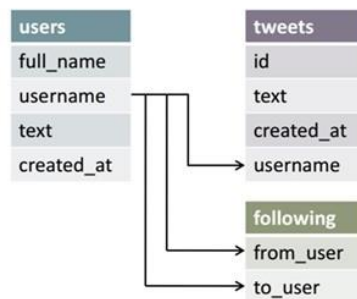 users
full_name
username
text
created_at
tweets
id
text
created_at
username
following
from_user
to_user